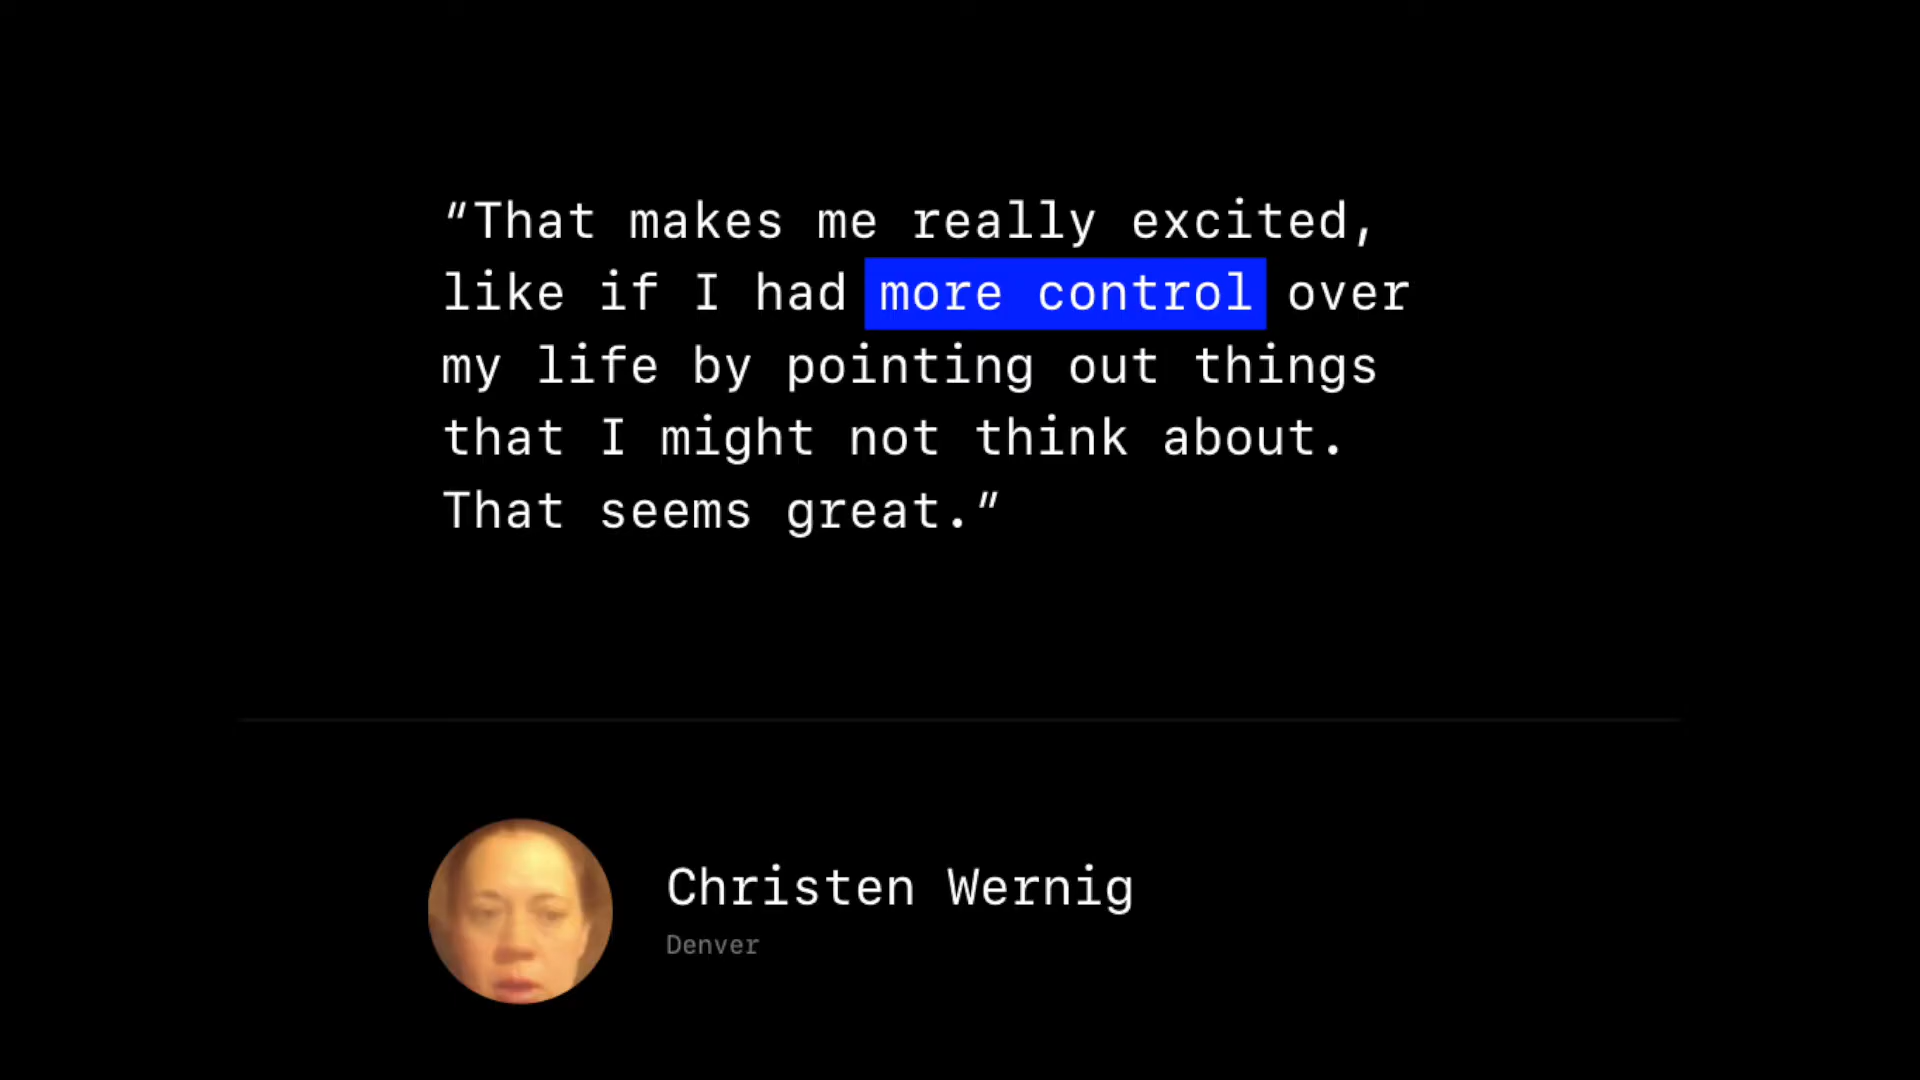 “That makes me really excited,
like if I had more control over
my life by pointing out things
that I might not think about.
That seems great.”
Christen Wernig
Denver